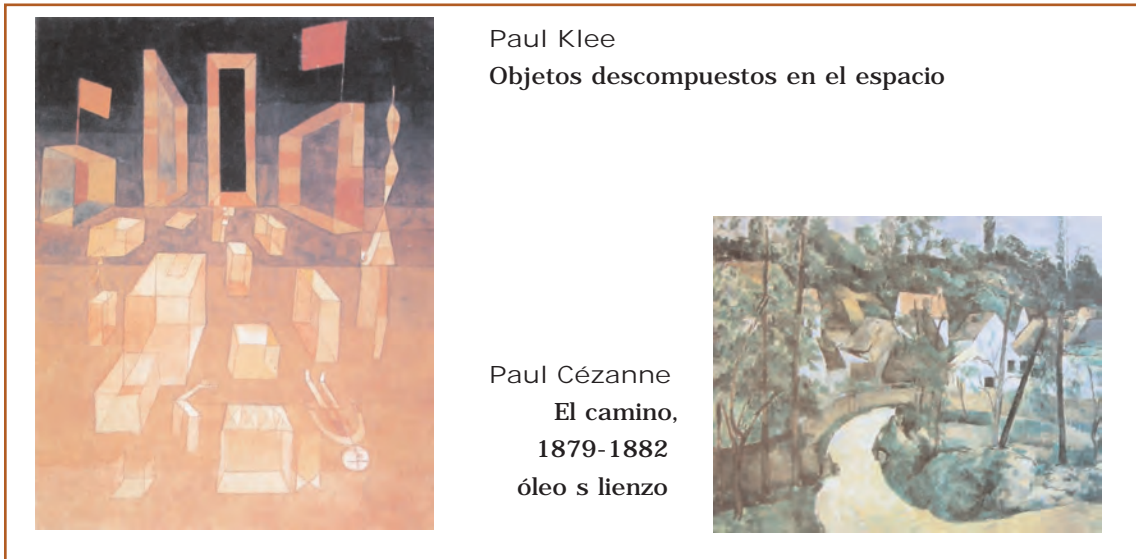 Paul Klee
Objetos descompuestos en el espacio
Paul Cézanne
El camino,
1879-1882
óleo s lienzo